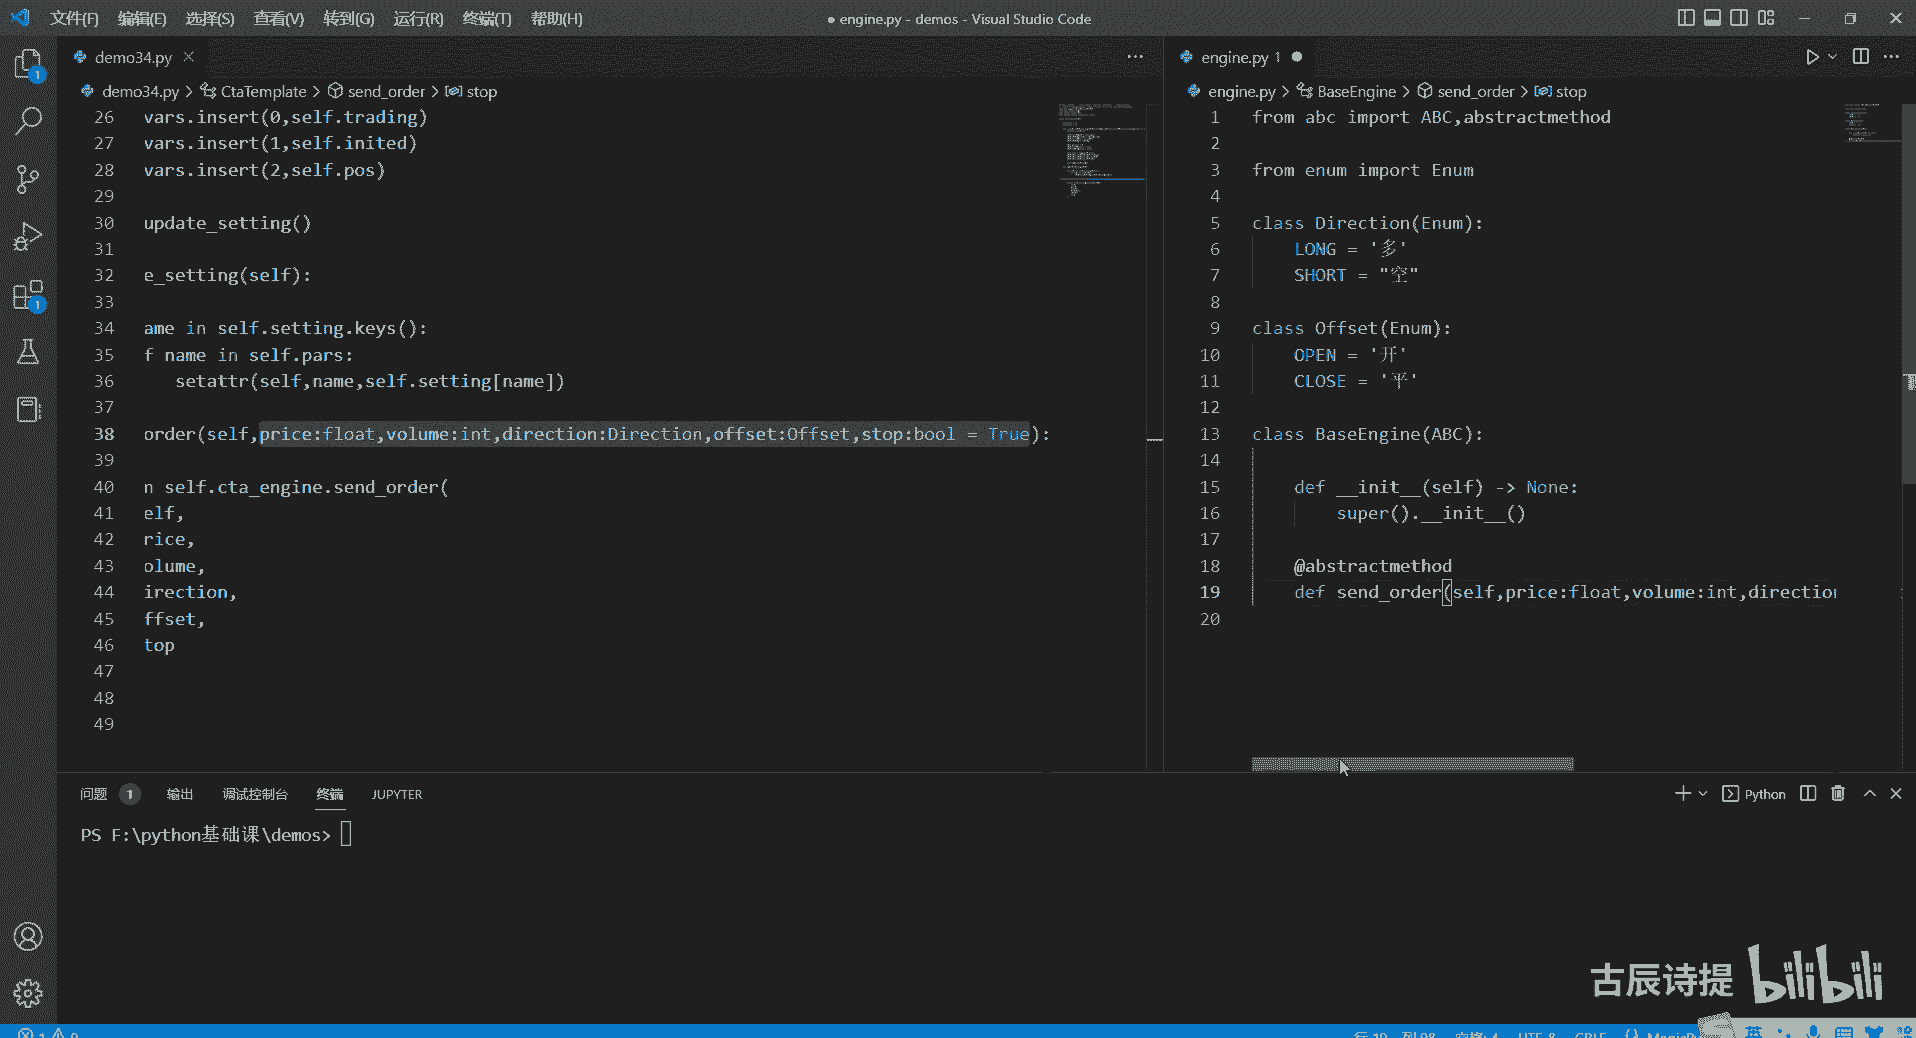 文件(F) 编辑(E) 选择(S) 查看(V) 转到(G) 运行(R) 终端(T) 帮助(H)
● engine.py - demos - Visual Studio Code
demo34.py
demo34.py > CtaTemplate > send_order > stop
26 vars.insert(0,self.trading)
27 vars.insert(1,self.inited)
28 vars.insert(2,self.pos)
29
30 update_setting()
31
32 e_setting(self):
33
34 ame in self.setting.keys():
35 f name in self.pars:
36 setattr(self,name,self.setting[name])
37
38 order(self,price:float,volume:int,direction:Direction,offset:Offset,stop:bool = True):
39
40 n self.cta_engine.send_order(
41 elf,
42 rice,
43 olume,
44 irection,
45 ffset,
46 top
47
48
49
engine.py 1 ●
engine.py > BaseEngine > send_order > stop
1 from abc import ABC,abstractmethod
2
3 from enum import Enum
4
5 class Direction(Enum):
6 LONG = '多'
7 SHORT = "空"
8
9 class Offset(Enum):
10 OPEN = '开'
11 CLOSE = '平'
12
13 class BaseEngine(ABC):
14
15 def __init__(self) -> None:
16 super().__init__()
17
18 @abstractmethod
19 def send_order(self,price:float,volume:int,direction
20
问题 1 输出 调试控制台 终端 JUPYTER
Python
PS F:\python基础课\demos>
古辰诗提 bilibili
1
1
英